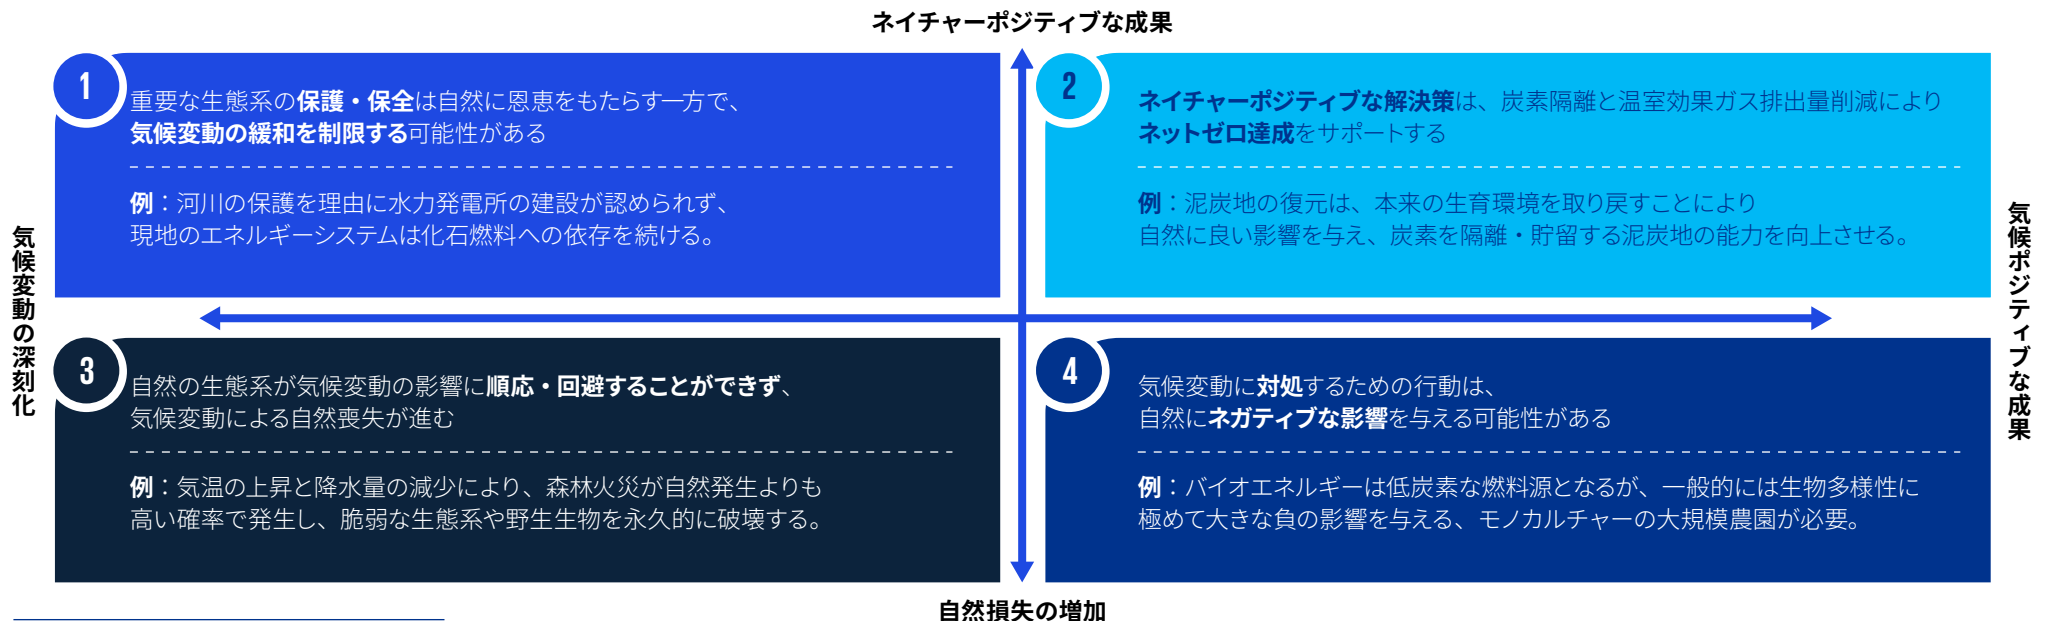 ネイチャーポジティブな成果
1
重要な生態系の保護・保全は自然に恩恵をもたらす一方で、
気候変動の緩和を制限する可能性がある
例：河川の保護を理由に水力発電所の建設が認められず、
現地のエネルギーシステムは化石燃料への依存を続ける。
2
ネイチャーポジティブな解決策は、炭素隔離と温室効果ガス排出量削減により
ネットゼロ達成をサポートする
例：泥炭地の復元は、本来の生育環境を取り戻すことにより
自然に良い影響を与え、炭素を隔離・貯留する泥炭地の能力を向上させる。
気候変動の深刻化
気候ポジティブな成果
3
自然の生態系が気候変動の影響に順応・回避することができず、
気候変動による自然喪失が進む
例：気温の上昇と降水量の減少により、森林火災が自然発生よりも
高い確率で発生し、脆弱な生態系や野生生物を永久的に破壊する。
4
気候変動に対処するための行動は、
自然にネガティブな影響を与える可能性がある
例：バイオエネルギーは低炭素な燃料源となるが、一般的には生物多様性に
極めて大きな負の影響を与える、モノカルチャーの大規模農園が必要。
自然損失の増加